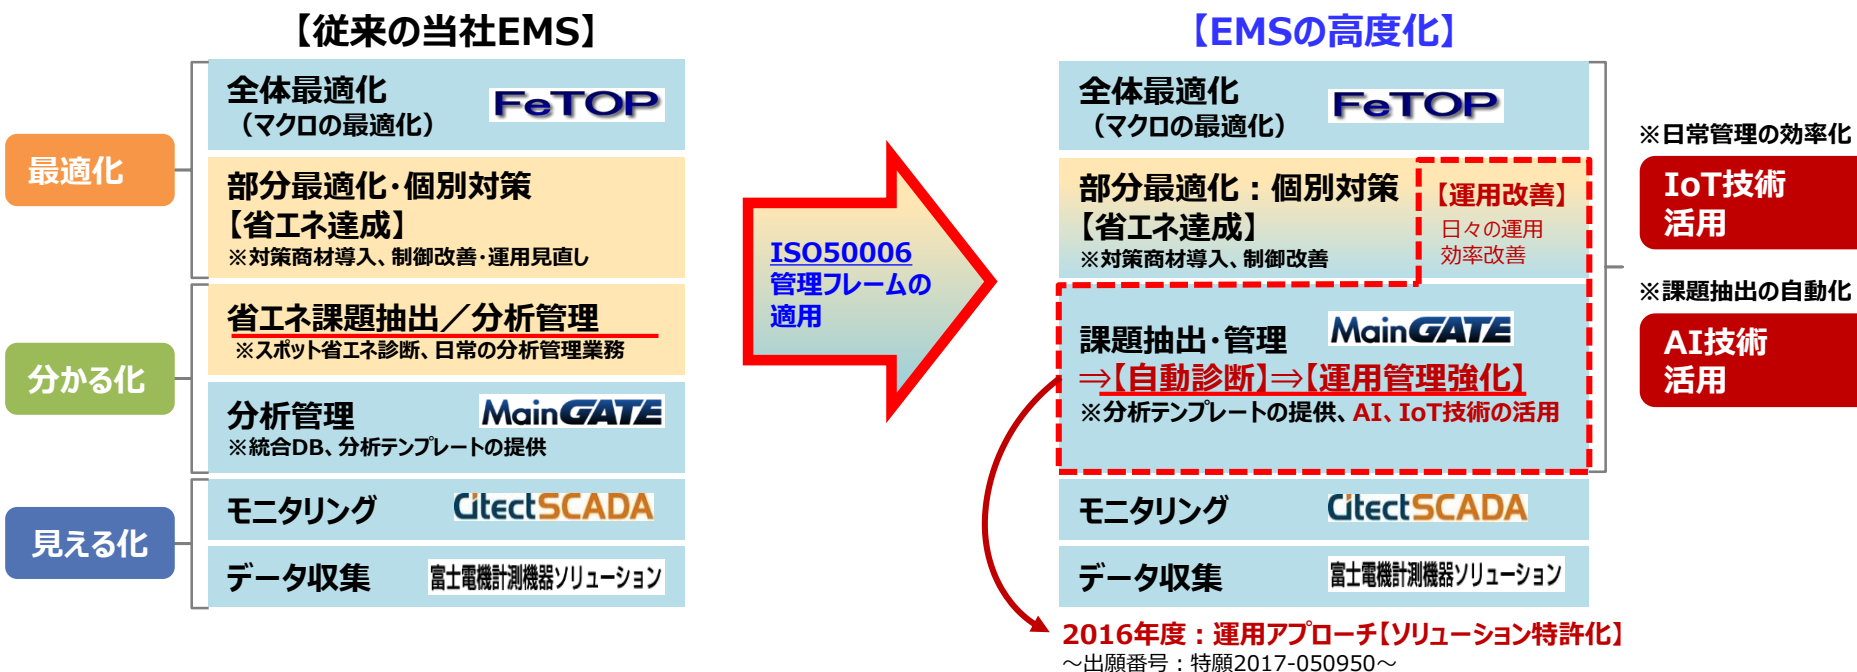 【従来の当社EMS】
最適化
全体最適化
（マクロの最適化）
FeTOP
部分最適化・個別対策
【省エネ達成】
※対策商材導入、制御改善・運用見直し
分かる化
省エネ課題抽出／分析管理
※スポット省エネ診断、日常の分析管理業務
分析管理
MainGATE
※統合DB、分析テンプレートの提供
見える化
モニタリング
CitectSCADA
データ収集
富士電機計測機器ソリューション
ISO50006
管理フレームの
適用
【EMSの高度化】
全体最適化
（マクロの最適化）
FeTOP
部分最適化：個別対策
【省エネ達成】
※対策商材導入、制御改善
【運用改善】
日々の運用
効率改善
課題抽出・管理
MainGATE
⇒【自動診断】⇒【運用管理強化】
※分析テンプレートの提供、AI、IoT技術の活用
モニタリング
CitectSCADA
データ収集
富士電機計測機器ソリューション
※日常管理の効率化
IoT技術
活用
※課題抽出の自動化
AI技術
活用
2016年度：運用アプローチ【ソリューション特許化】
～出願番号：特願2017-050950～